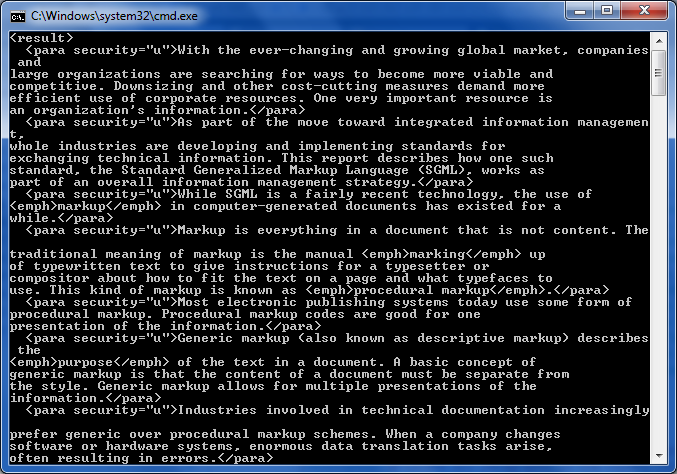 C:\Windows\system32\cmd.exe
<result>
  <para security="u">With the ever-changing and growing global market, companies
 and
large organizations are searching for ways to become more viable and
competitive. Downsizing and other cost-cutting measures demand more
efficient use of corporate resources. One very important resource is
an organization's information.</para>
  <para security="u">As part of the move toward integrated information managemen
t,
whole industries are developing and implementing standards for
exchanging technical information. This report describes how one such
standard, the Standard Generalized Markup Language (SGML), works as
part of an overall information management strategy.</para>
  <para security="u">While SGML is a fairly recent technology, the use of
<emph>markup</emph> in computer-generated documents has existed for a
while.</para>
  <para security="u">Markup is everything in a document that is not content. The
traditional meaning of markup is the manual <emph>marking</emph> up
of typewritten text to give instructions for a typesetter or
compositor about how to fit the text on a page and what typefaces to
use. This kind of markup is known as <emph>procedural markup</emph>.</para>
  <para security="u">Most electronic publishing systems today use some form of
procedural markup. Procedural markup codes are good for one
presentation of the information.</para>
  <para security="u">Generic markup (also known as descriptive markup) describes
 the
<emph>purpose</emph> of the text in a document. A basic concept of
generic markup is that the content of a document must be separate from
the style. Generic markup allows for multiple presentations of the
information.</para>
  <para security="u">Industries involved in technical documentation increasingly
prefer generic over procedural markup schemes. When a company changes
software or hardware systems, enormous data translation tasks arise,
often resulting in errors.</para>